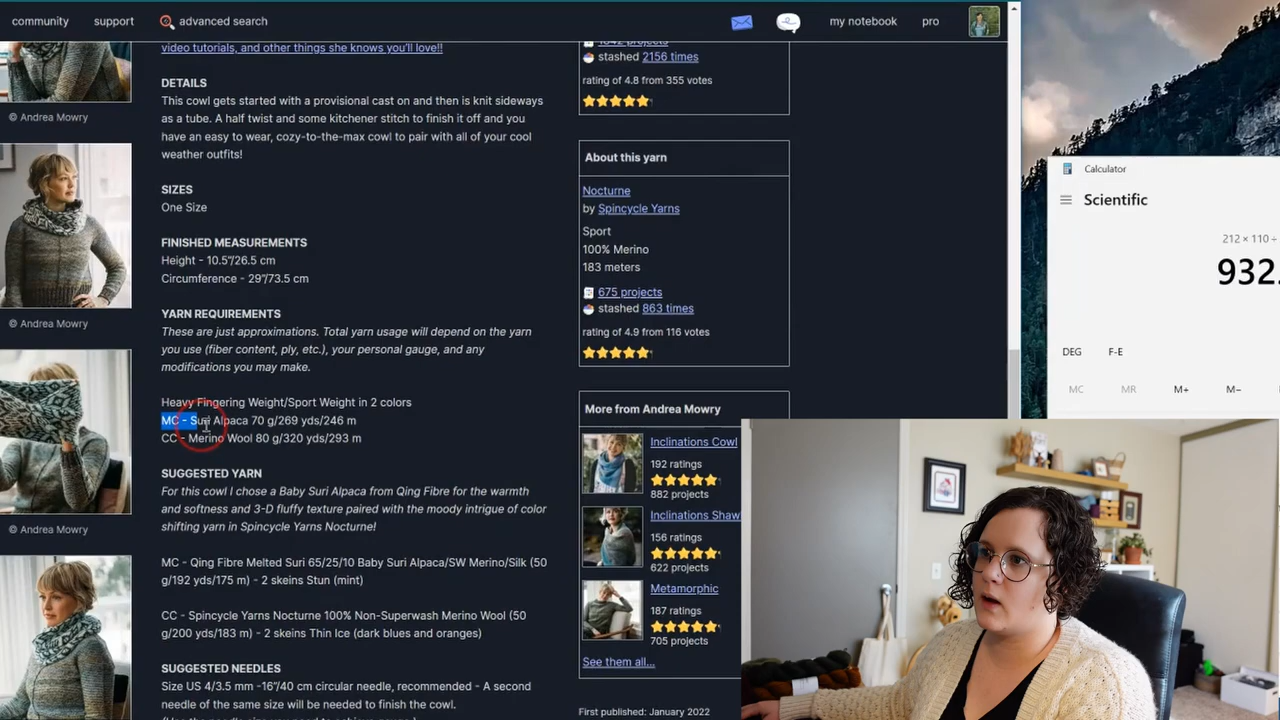 community support advanced search my notebook pro
video tutorials, and other things she knows you'll love!!
DETAILS
This cowl gets started with a provisional cast on and then is knit sideways
as a tube. A half twist and some kitchener stitch to finish it off and you
have an easy to wear, cozy-to-the-max cowl to pair with all of your cool
weather outfits!
SIZES
One Size
FINISHED MEASUREMENTS
Height - 10.5"/26.5 cm
Circumference - 29"/73.5 cm
YARN REQUIREMENTS
These are just approximations. Total yarn usage will depend on the yarn
you use (fiber content, ply, etc.), your personal gauge, and any
modifications you may make.
Heavy Fingering Weight/Sport Weight in 2 colors
MC - Suri Alpaca 70 g/269 yds/246 m
CC - Merino Wool 80 g/320 yds/293 m
SUGGESTED YARN
For this cowl I chose a Baby Suri Alpaca from Qing Fibre for the warmth
and softness and 3-D fluffy texture paired with the moody intrigue of color
shifting yarn in Spincycle Yarns Nocturne!
MC - Qing Fibre Melted Suri 65/25/10 Baby Suri Alpaca/SW Merino/Silk (50
g/192 yds/175 m) - 2 skeins Stun (mint)
CC - Spincycle Yarns Nocturne 100% Non-Superwash Merino Wool (50
g/200 yds/183 m) - 2 skeins Thin Ice (dark blues and oranges)
SUGGESTED NEEDLES
Size US 4/3.5 mm -16"/40 cm circular needle, recommended - A second
needle of the same size will be needed to finish the cowl.
© Andrea Mowry
© Andrea Mowry
© Andrea Mowry
stashed 2156 times
rating of 4.8 from 355 votes
About this yarn
Nocturne
by Spincycle Yarns
Sport
100% Merino
183 meters
675 projects
stashed 863 times
rating of 4.9 from 116 votes
More from Andrea Mowry
Inclinations Cowl
192 ratings
882 projects
Inclinations Shaw
156 ratings
622 projects
Metamorphic
187 ratings
705 projects
See them all...
First published: January 2022
Calculator
Scientific
212 × 110 ÷
932.
DEG F-E
MC MR M+ M−